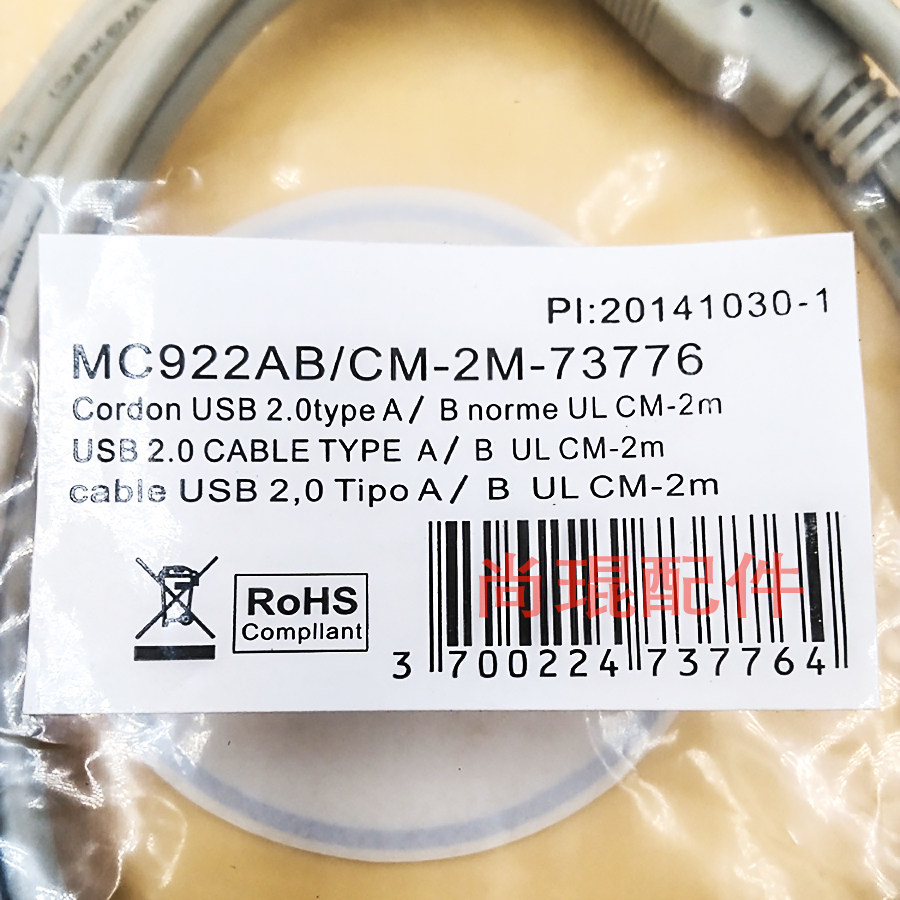 PI:20141030-1
MC922AB/CM-2M-73776
Cordon USB 2.0type A/ B norme UL CM-2m
USB 2.0 CABLE TYPE A/ B UL CM-2m
cable USB 2,0 Tipo A/ B UL CM-2m
尚琨配件
RoHS
Compliant
3 700224 737764